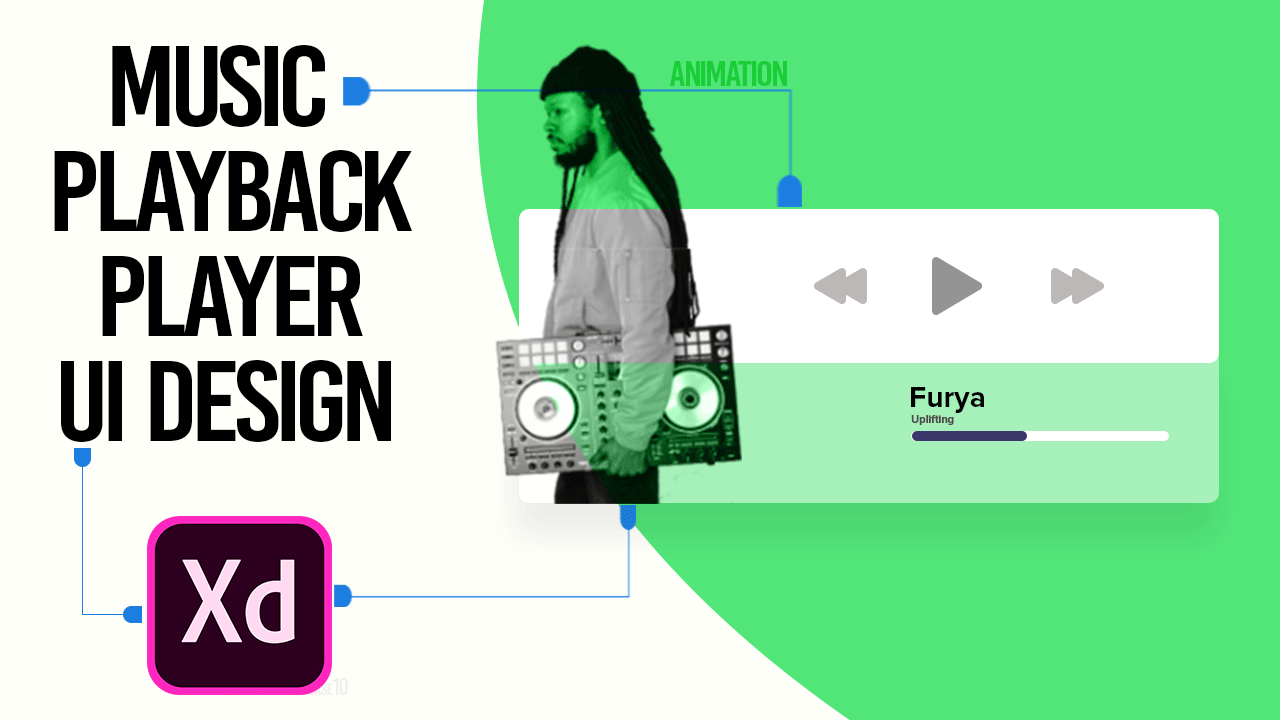 MUSIC
PLAYBACK
PLAYER
UI DESIGN
ANIMATION
Furya
Uplifting
Xd